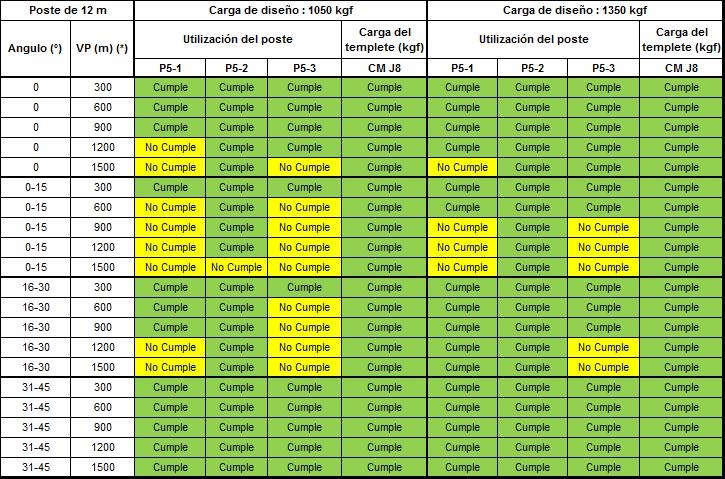 Poste de 12 m Carga de diseño : 1050 kgf Carga de diseño : 1350 kgf
Angulo (°) VP (m) (*) Utilización del poste Carga del templete (kgf) Utilización del poste Carga del templete (kgf)
P5-1 P5-2 P5-3 CM J8 P5-1 P5-2 P5-3 CM J8
0 300 Cumple Cumple Cumple Cumple Cumple Cumple Cumple Cumple
0 600 Cumple Cumple Cumple Cumple Cumple Cumple Cumple Cumple
0 900 Cumple Cumple Cumple Cumple Cumple Cumple Cumple Cumple
0 1200 No Cumple Cumple Cumple Cumple Cumple Cumple Cumple Cumple
0 1500 No Cumple Cumple No Cumple Cumple No Cumple Cumple Cumple Cumple
0-15 300 Cumple Cumple Cumple Cumple Cumple Cumple Cumple Cumple
0-15 600 No Cumple Cumple No Cumple Cumple Cumple Cumple Cumple Cumple
0-15 900 No Cumple Cumple No Cumple Cumple No Cumple Cumple No Cumple Cumple
0-15 1200 No Cumple Cumple No Cumple Cumple No Cumple Cumple No Cumple Cumple
0-15 1500 No Cumple No Cumple No Cumple Cumple No Cumple Cumple No Cumple Cumple
16-30 300 Cumple Cumple Cumple Cumple Cumple Cumple Cumple Cumple
16-30 600 Cumple Cumple No Cumple Cumple Cumple Cumple Cumple Cumple
16-30 900 Cumple Cumple No Cumple Cumple Cumple Cumple Cumple Cumple
16-30 1200 No Cumple Cumple No Cumple Cumple Cumple Cumple No Cumple Cumple
16-30 1500 No Cumple Cumple No Cumple Cumple Cumple Cumple No Cumple Cumple
31-45 300 Cumple Cumple Cumple Cumple Cumple Cumple Cumple Cumple
31-45 600 Cumple Cumple Cumple Cumple Cumple Cumple Cumple Cumple
31-45 900 Cumple Cumple Cumple Cumple Cumple Cumple Cumple Cumple
31-45 1200 Cumple Cumple Cumple Cumple Cumple Cumple Cumple Cumple
31-45 1500 Cumple Cumple Cumple Cumple Cumple Cumple Cumple Cumple